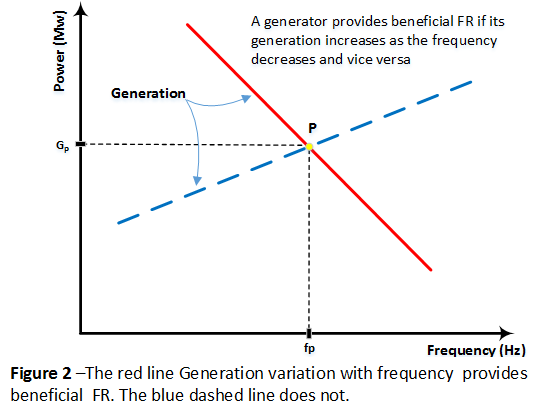 A generator provides beneficial FR if its
generation increases as the frequency
decreases and vice versa
Power (Mw)
Generation
P
Gp
fp
Frequency (Hz)
Figure 2 –The red line Generation variation with frequency provides
beneficial FR. The blue dashed line does not.